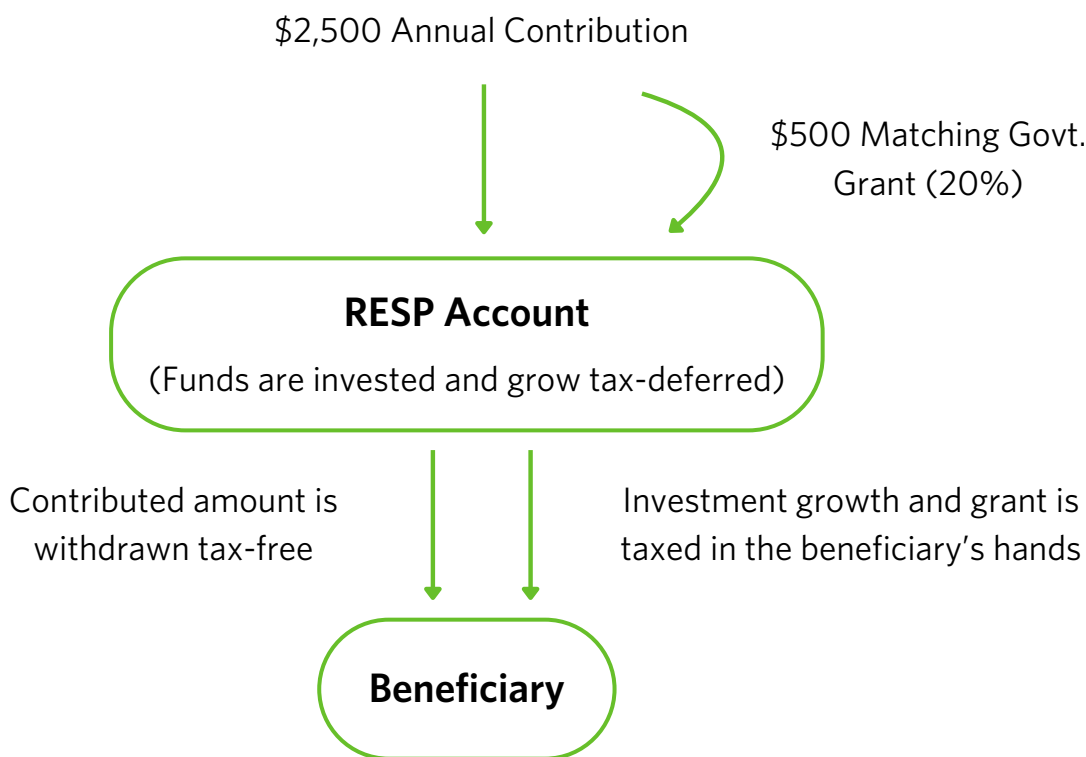 $2,500 Annual Contribution
$500 Matching Govt.
Grant (20%)
RESP Account
(Funds are invested and grow tax-deferred)
Contributed amount is
withdrawn tax-free
Investment growth and grant is
taxed in the beneficiary’s hands
Beneficiary